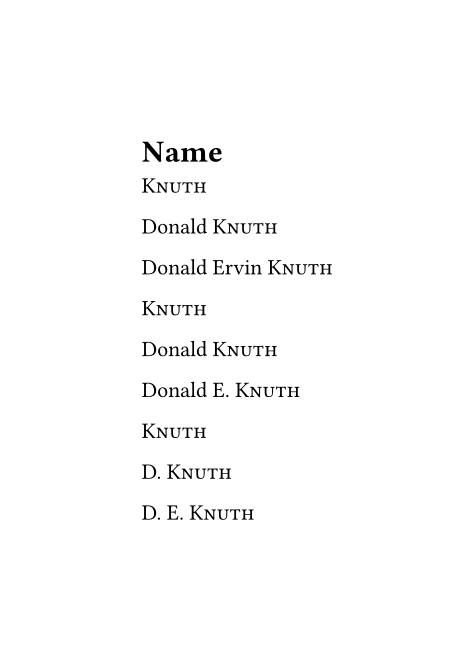 Name
Knuth
Donald Knuth
Donald Ervin Knuth
Knuth
Donald Knuth
Donald E. Knuth
Knuth
D. Knuth
D. E. Knuth